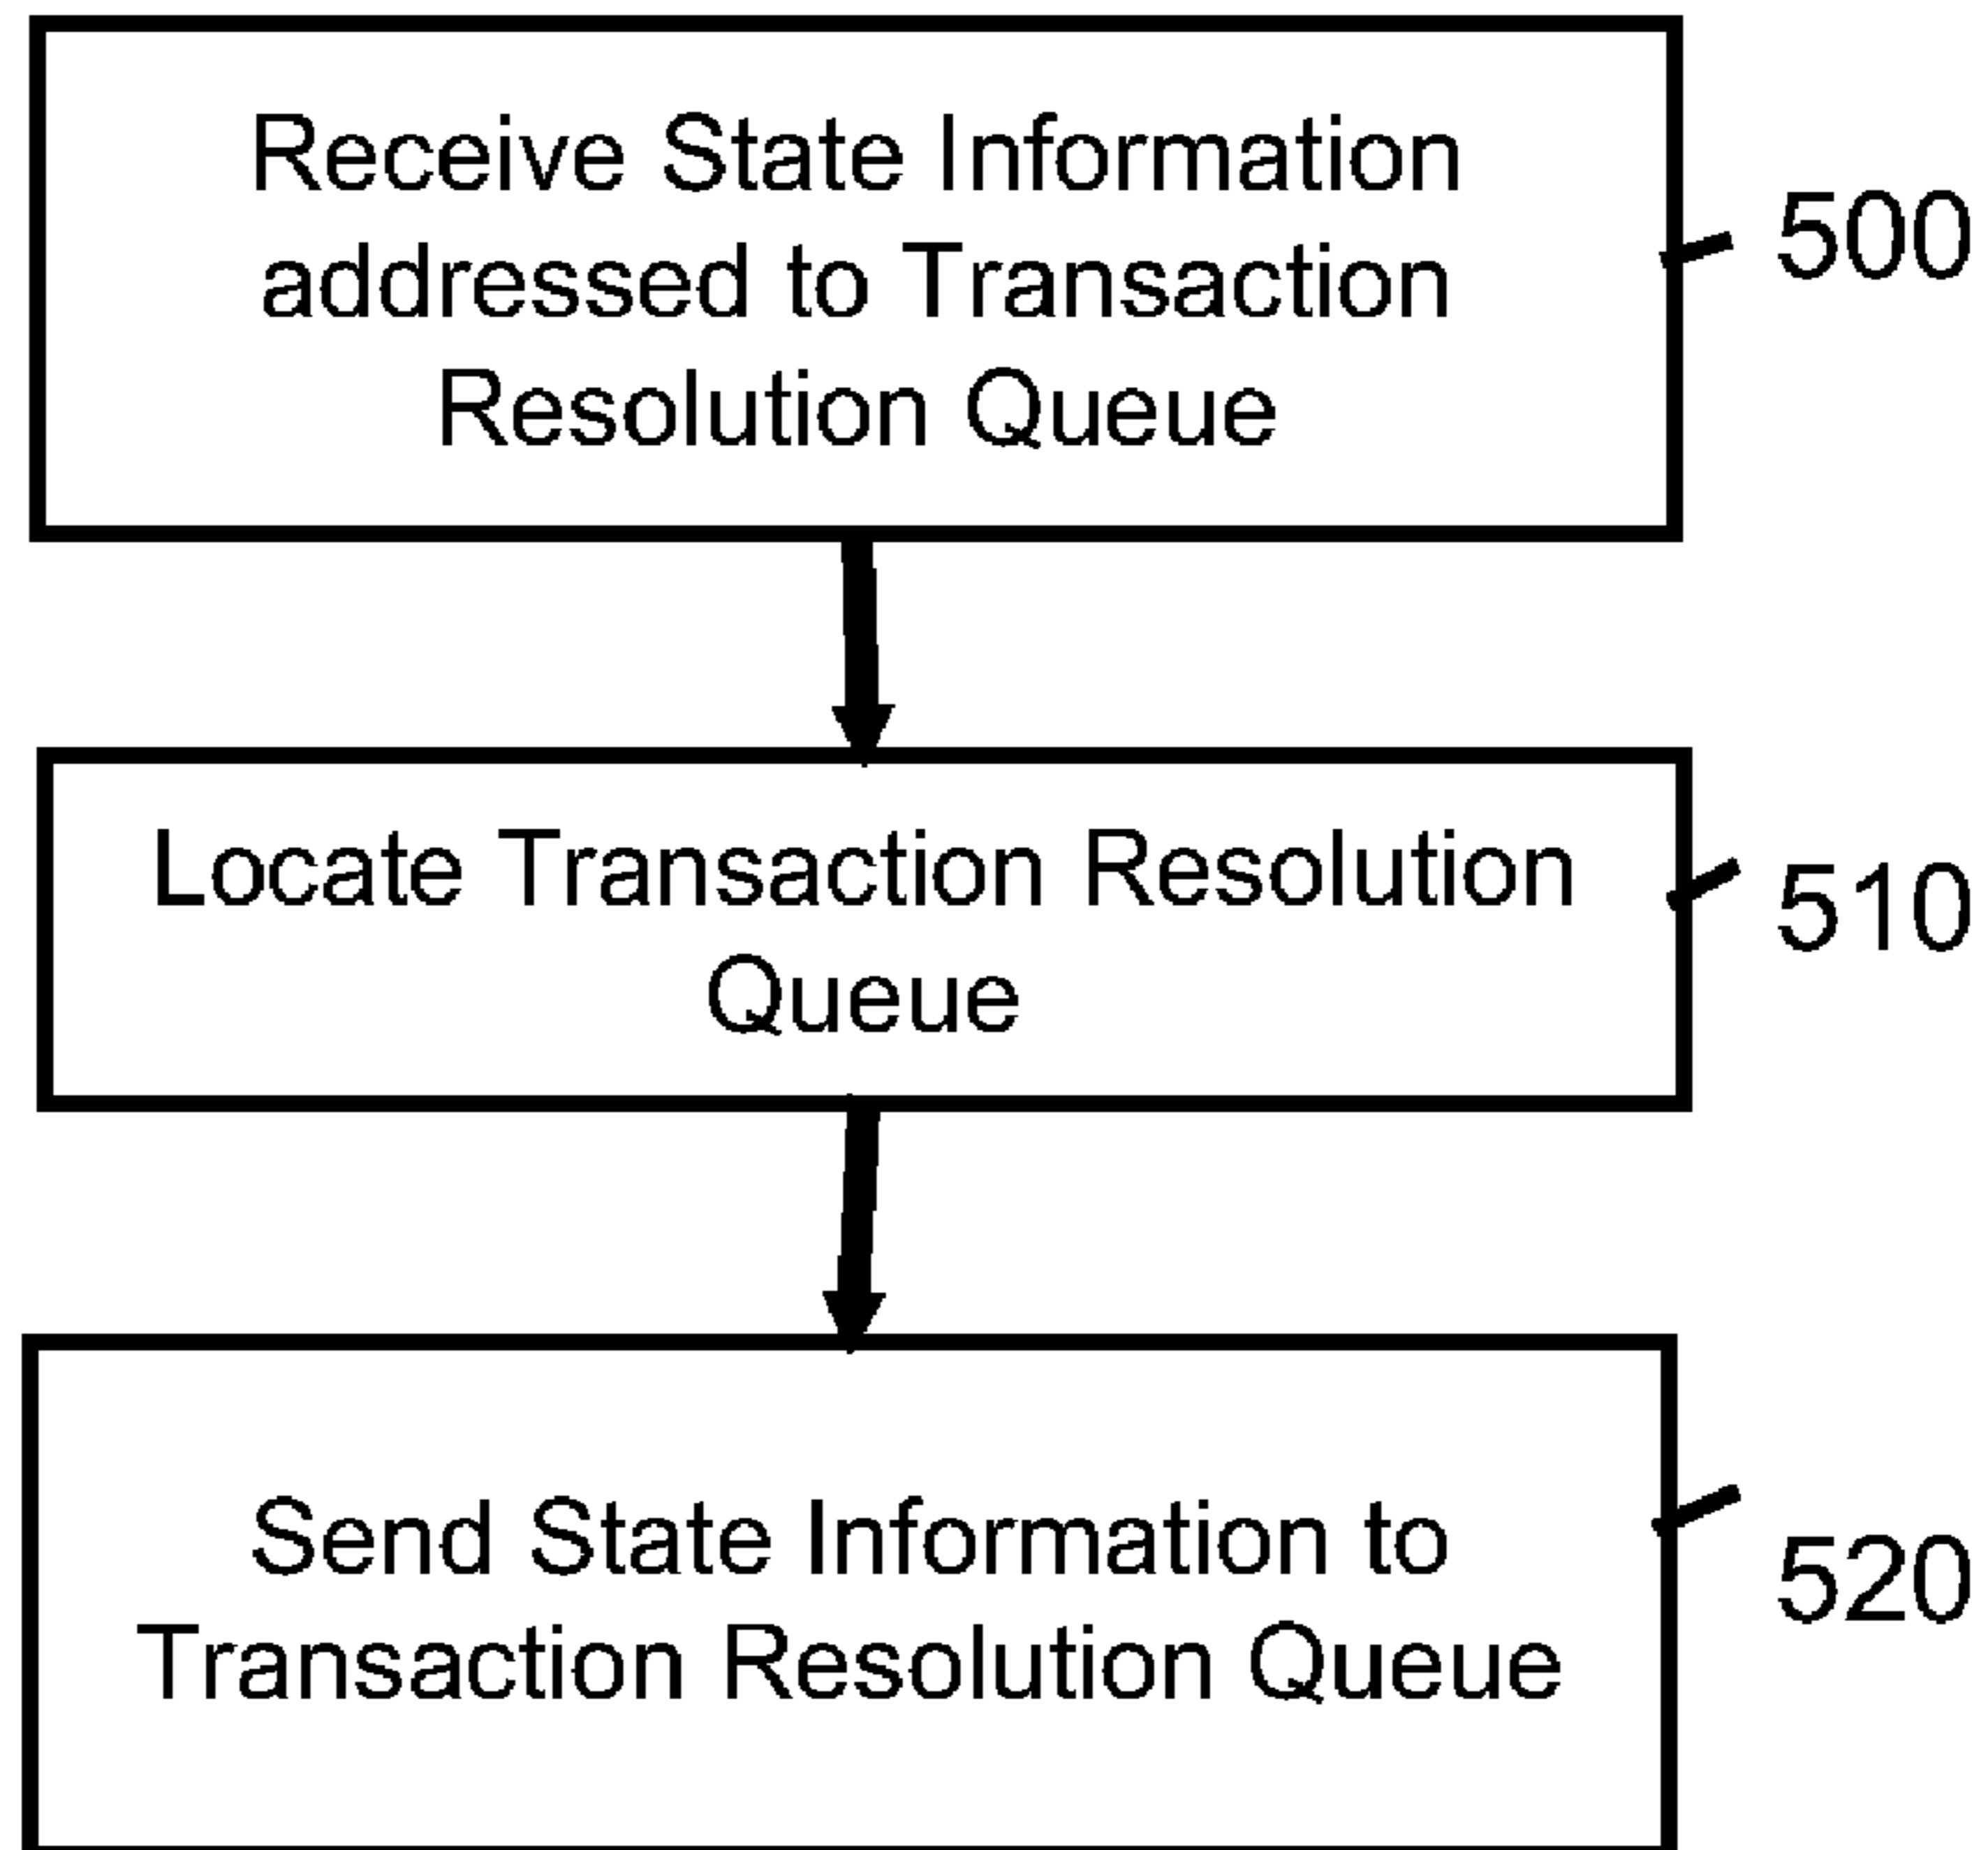 Receive State Information
addressed to Transaction
Resolution Queue
500
Locate Transaction Resolution
Queue
510
Send State Information to
Transaction Resolution Queue
520